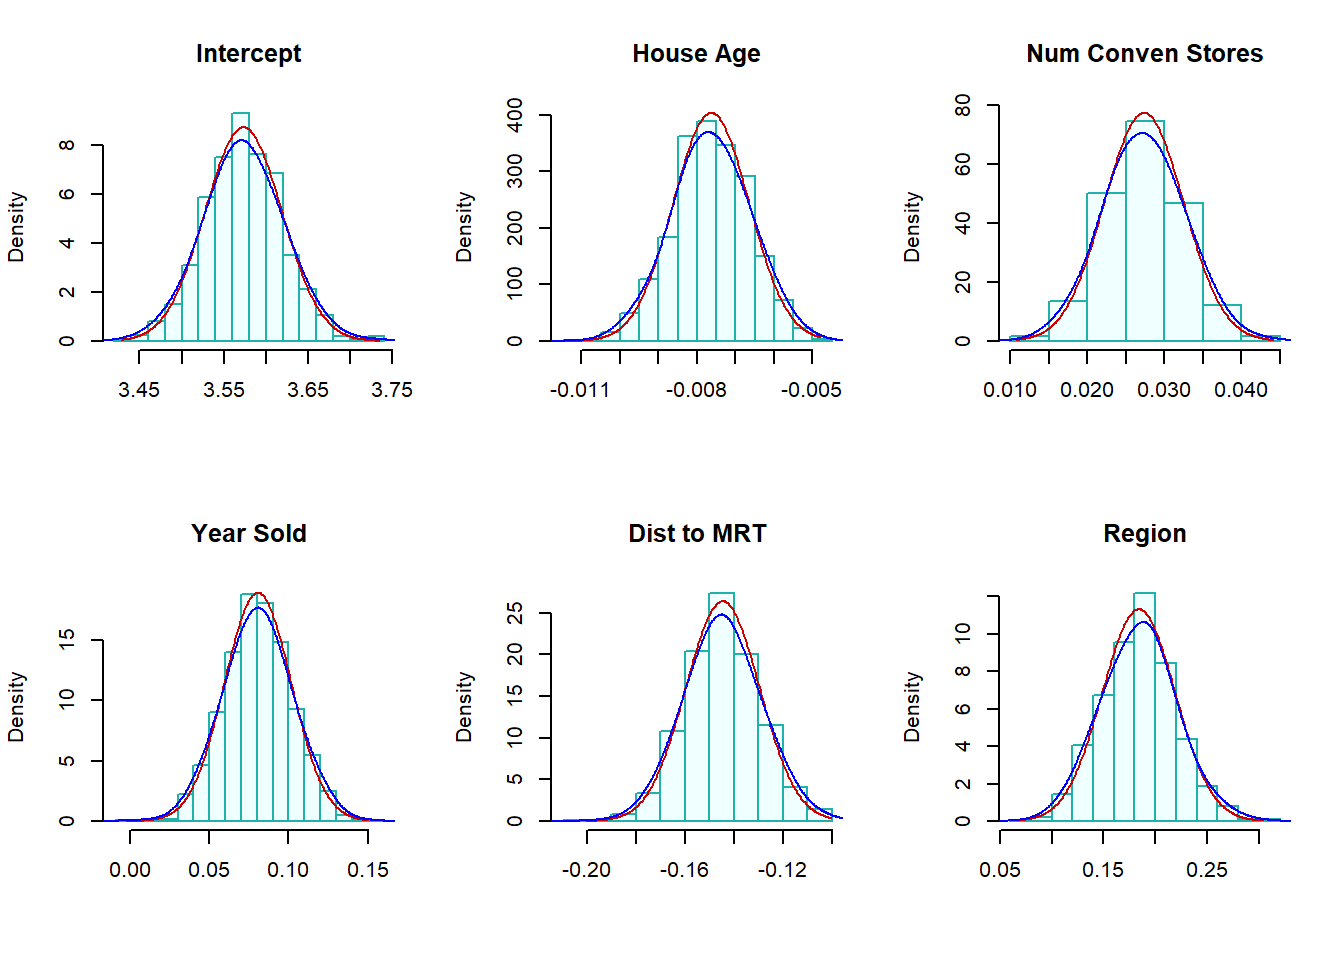 Intercept
House Age
Num Conven Stores
Density
0 2 4 6 8
3.45 3.55 3.65 3.75
Density
0 100 200 300 400
-0.011 -0.008 -0.005
Density
0 20 40 60 80
0.010 0.020 0.030 0.040
Year Sold
Dist to MRT
Region
Density
0 5 10 15
0.00 0.05 0.10 0.15
Density
0 5 10 15 20 25
-0.20 -0.16 -0.12
Density
0 2 4 6 8 10
0.05 0.15 0.25